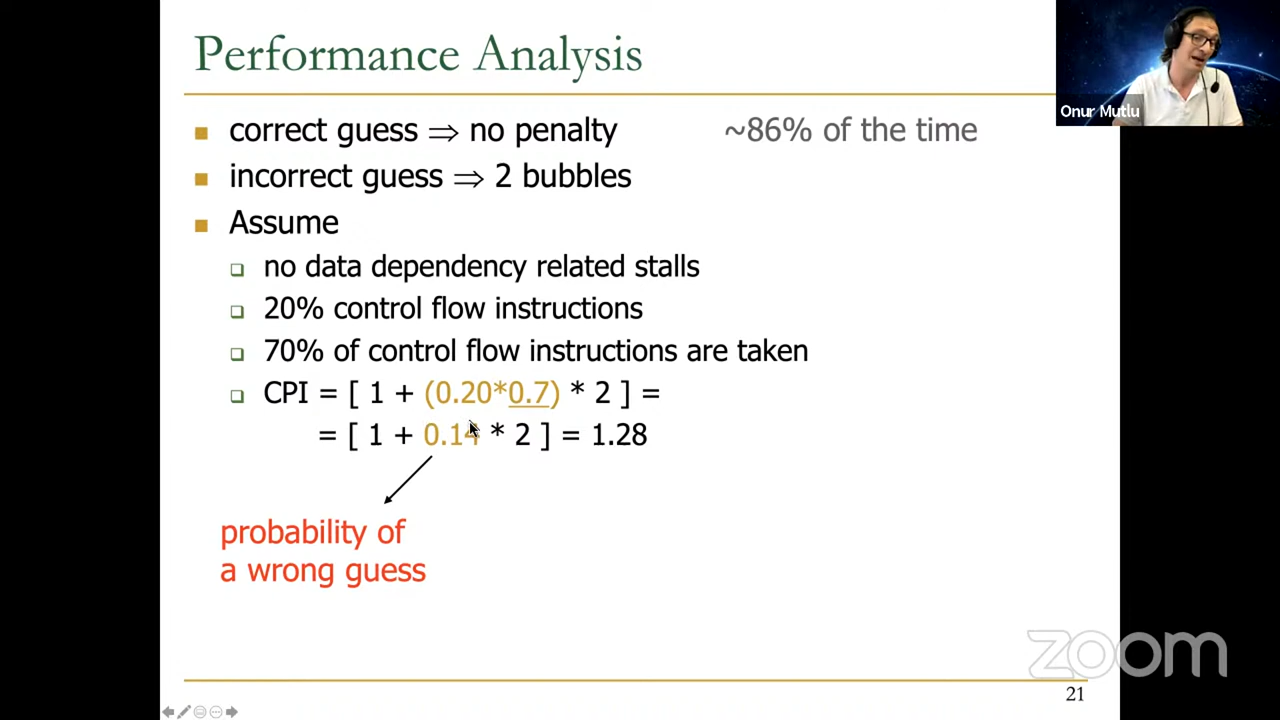 Performance Analysis
Onur Mutlu
correct guess ⇒ no penalty ~86% of the time
incorrect guess ⇒ 2 bubbles
Assume
no data dependency related stalls
20% control flow instructions
70% of control flow instructions are taken
CPI = [ 1 + (0.20*0.7) * 2 ] =
= [ 1 + 0.14 * 2 ] = 1.28
probability of
a wrong guess
zoom
21